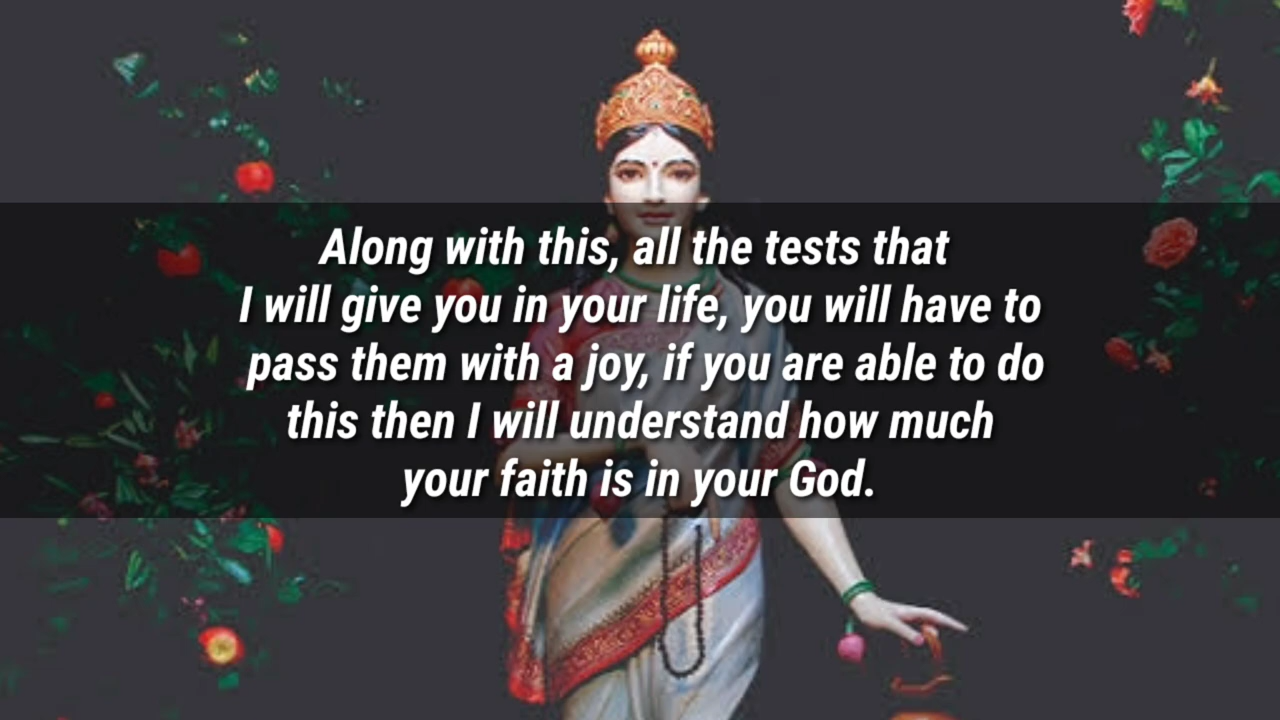 Along with this, all the tests that
I will give you in your life, you will have to
pass them with a joy, if you are able to do
this then I will understand how much
your faith is in your God.